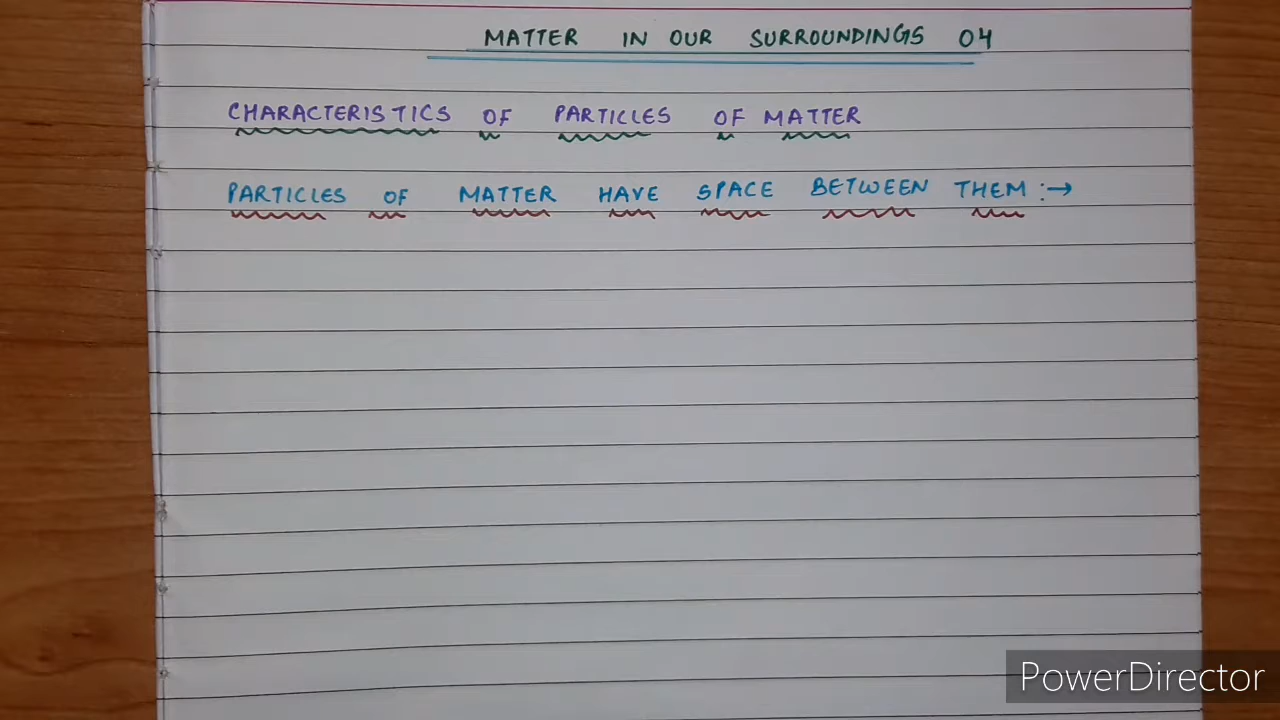 MATTER IN OUR SURROUNDINGS 04
CHARACTERISTICS OF PARTICLES OF MATTER
PARTICLES OF MATTER HAVE SPACE BETWEEN THEM :→
PowerDirector